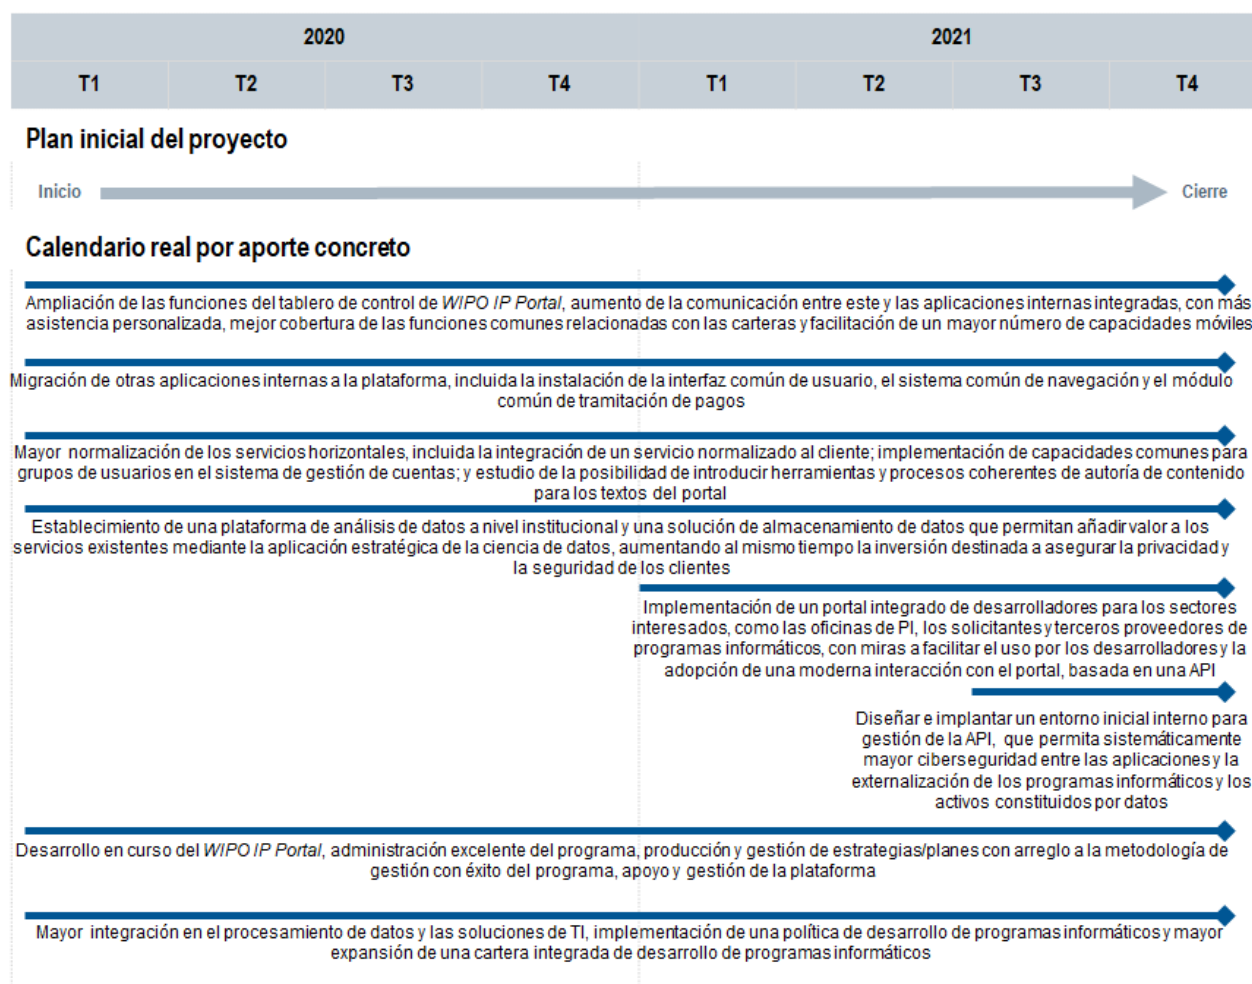 2020 2021
T1 T2 T3 T4 T1 T2 T3 T4
Plan inicial del proyecto
Inicio Cierre
Calendario real por aporte concreto
Ampliación de las funciones del tablero de control de WIPO IP Portal, aumento de la comunicación entre este y las aplicaciones internas integradas, con más
asistencia personalizada, mejor cobertura de las funciones comunes relacionadas con las carteras y facilitación de un mayor número de capacidades móviles
Migración de otras aplicaciones internas a la plataforma, incluida la instalación de la interfaz común de usuario, el sistema común de navegación y el módulo
común de tramitación de pagos
Mayor normalización de los servicios horizontales, incluida la integración de un servicio normalizado al cliente; implementación de capacidades comunes para
grupos de usuarios en el sistema de gestión de cuentas; y estudio de la posibilidad de introducir herramientas y procesos coherentes de autoría de contenido
para los textos del portal
Establecimiento de una plataforma de análisis de datos a nivel institucional y una solución de almacenamiento de datos que permitan añadir valor a los
servicios existentes mediante la aplicación estratégica de la ciencia de datos, aumentando al mismo tiempo la inversión destinada a asegurar la privacidad y
la seguridad de los clientes
Implementación de un portal integrado de desarrolladores para los sectores
interesados, como las oficinas de PI, los solicitantes y terceros proveedores de
programas informáticos, con miras a facilitar el uso por los desarrolladores y la
adopción de una moderna interacción con el portal, basada en una API
Diseñar e implantar un entorno inicial interno para
gestión de la API, que permita sistemáticamente
mayor ciberseguridad entre las aplicaciones y la
externalización de los programas informáticos y los
activos constituidos por datos
Desarrollo en curso del WIPO IP Portal, administración excelente del programa, producción y gestión de estrategias/planes con arreglo a la metodología de
gestión con éxito del programa, apoyo y gestión de la plataforma
Mayor integración en el procesamiento de datos y las soluciones de TI, implementación de una política de desarrollo de programas informáticos y mayor
expansión de una cartera integrada de desarrollo de programas informáticos